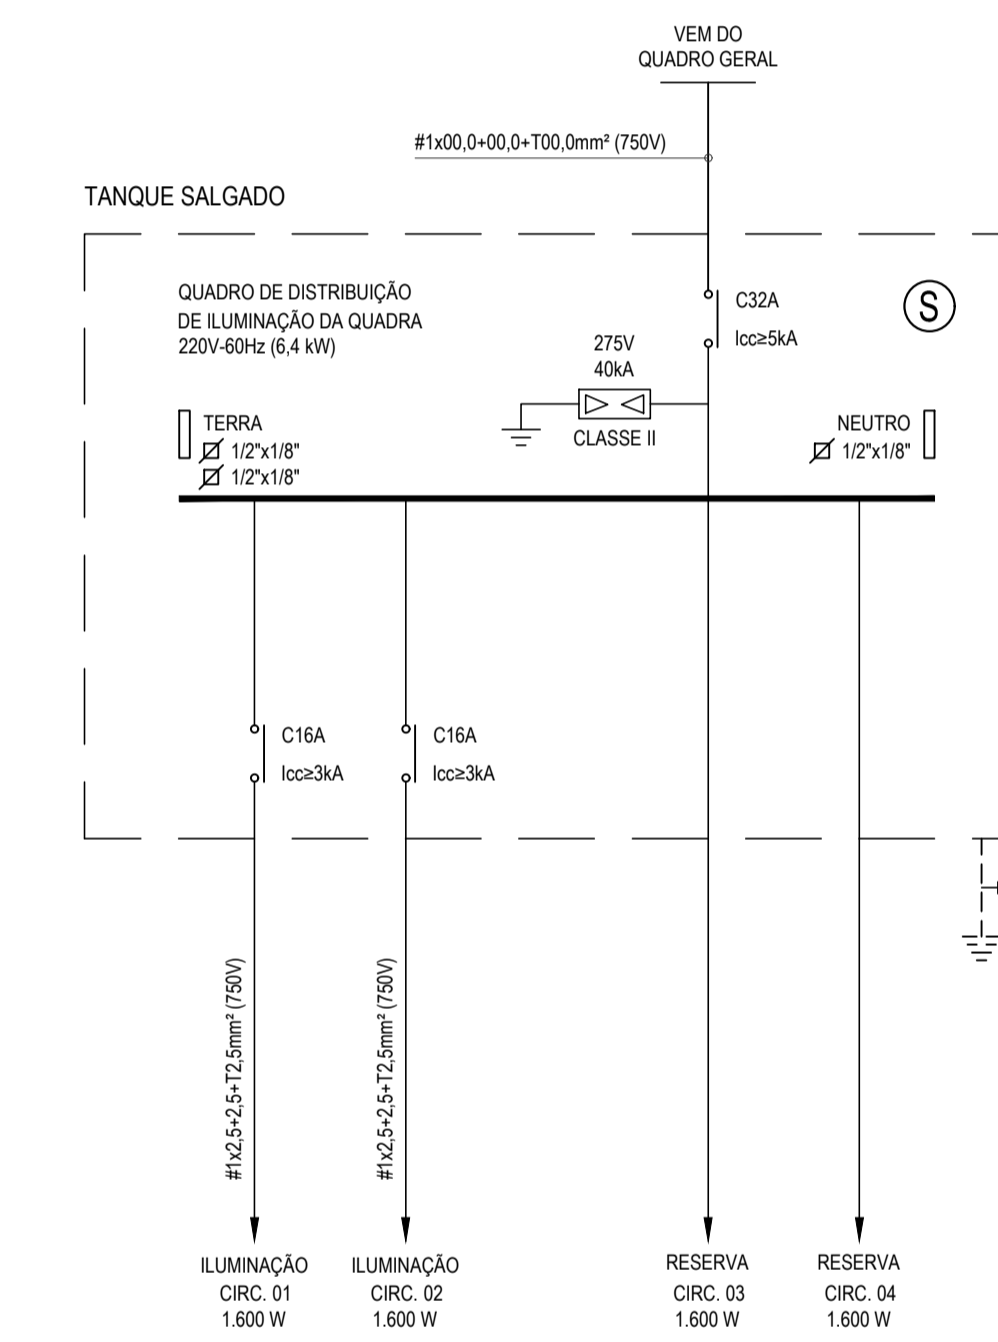 VEM DO
QUADRO GERAL
#1x00,0+00,0+T00,0mm² (750V)
TANQUE SALGADO
QUADRO DE DISTRIBUIÇÃO
DE ILUMINAÇÃO DA QUADRA
220V-60Hz (6,4 kW)
C32A
Icc≥5kA
S
275V
40kA
CLASSE II
TERRA
1/2"x1/8"
1/2"x1/8"
NEUTRO
1/2"x1/8"
C16A
Icc≥3kA
C16A
Icc≥3kA
#1x2,5+2,5+T2,5mm² (750V)
#1x2,5+2,5+T2,5mm² (750V)
ILUMINAÇÃO
CIRC. 01
1.600 W
ILUMINAÇÃO
CIRC. 02
1.600 W
RESERVA
CIRC. 03
1.600 W
RESERVA
CIRC. 04
1.600 W